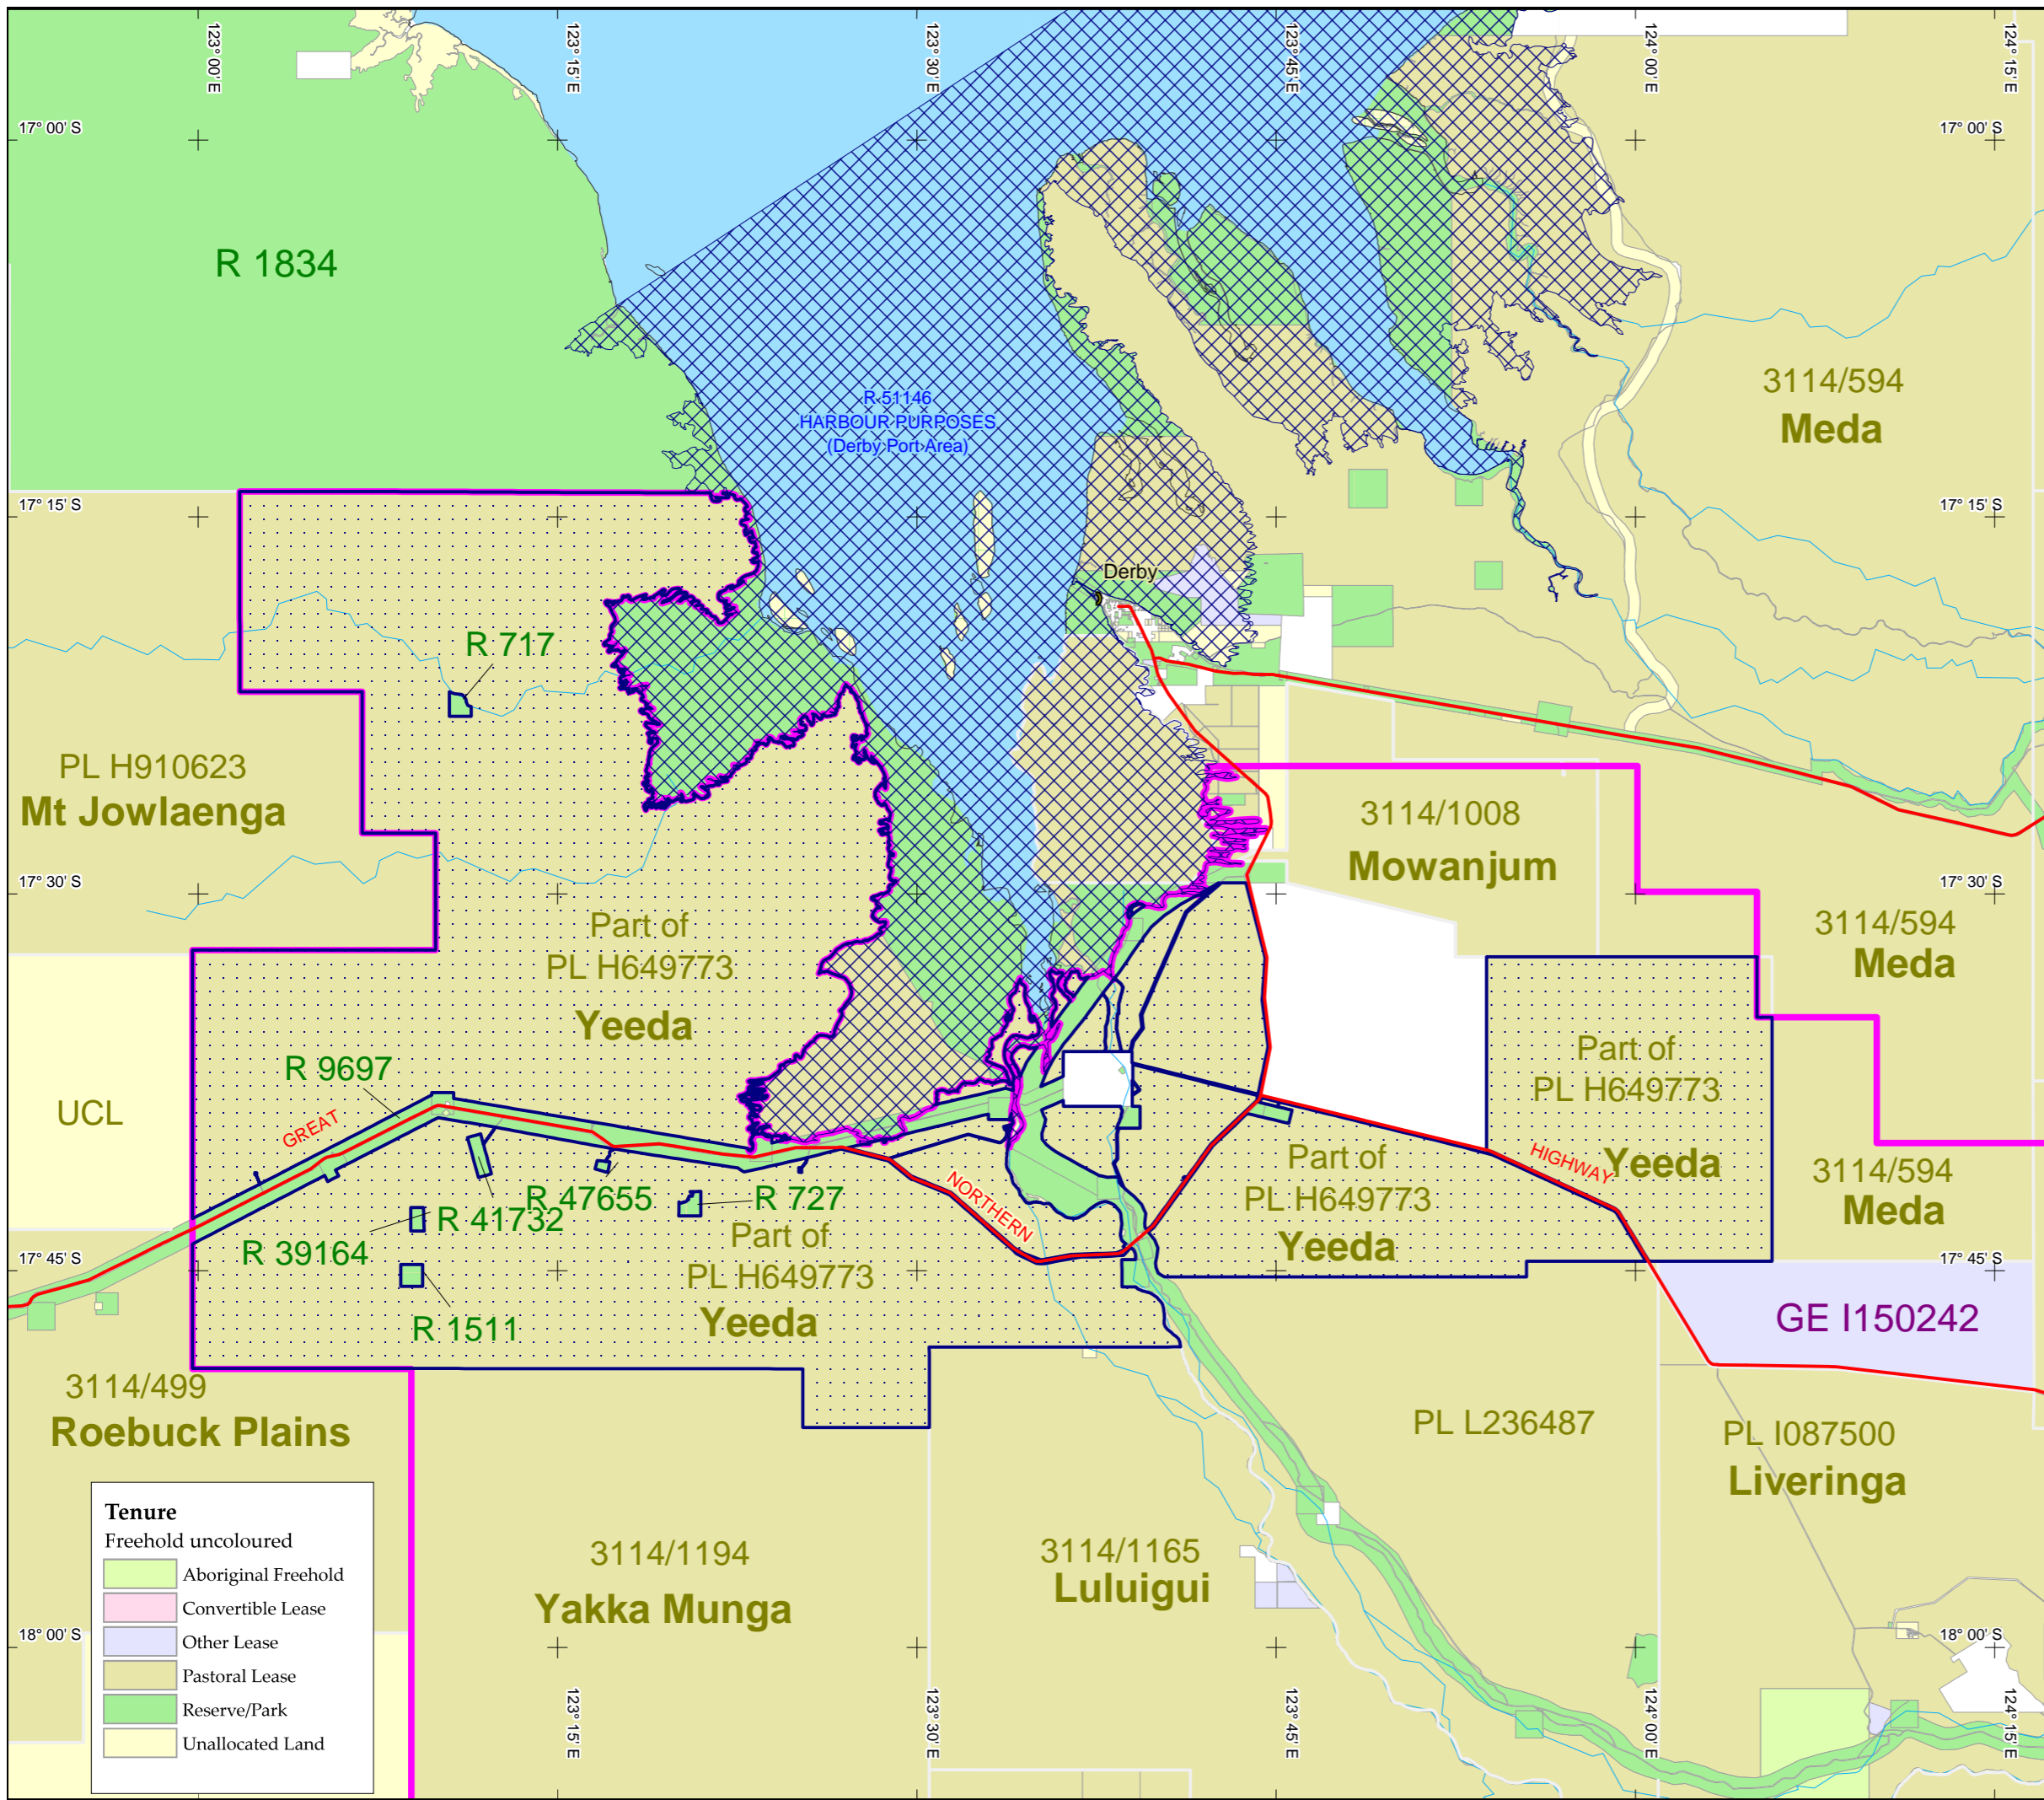 123° 00' E
123° 15' E
123° 30' E
123° 45' E
124° 00' E
124° 15' E
17° 00' S
17° 00' S
R 1834
3114/594
Meda
R 51146
HARBOUR PURPOSES
(Derby Port Area)
17° 15' S
17° 15' S
Derby
R 717
PL H910623
Mt Jowlaenga
3114/1008
Mowanjum
17° 30' S
17° 30' S
Part of
PL H649773
Yeeda
3114/594
Meda
R 9697
UCL
GREAT
Part of
PL H649773
Yeeda
HIGHWAY
Part of
PL H649773
Yeeda
3114/594
Meda
NORTHERN
R 47655
R 727
R 41732
R 39164
Part of
PL H649773
Yeeda
17° 45' S
17° 45' S
R 1511
GE I150242
3114/499
Roebuck Plains
PL L236487
PL I087500
Liveringa
3114/1194
Yakka Munga
3114/1165
Luluigui
Tenure
Freehold uncoloured
Aboriginal Freehold
Convertible Lease
Other Lease
Pastoral Lease
Reserve/Park
Unallocated Land
18° 00' S
18° 00' S
123° 15' E
123° 30' E
123° 45' E
124° 00' E
124° 15' E